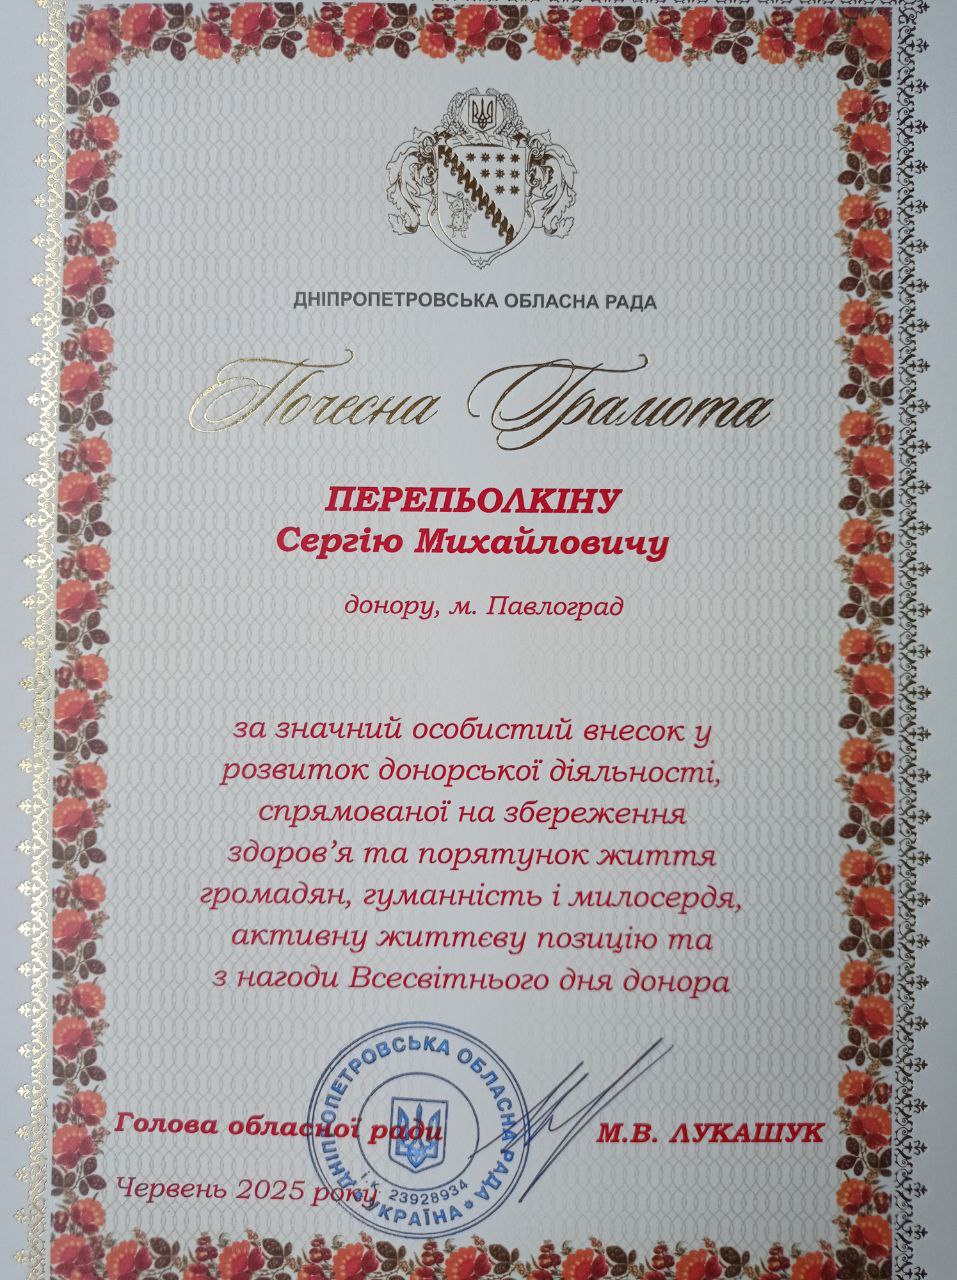 ДНІПРОПЕТРОВСЬКА ОБЛАСНА РАДА
Почесна Грамота
ПЕРЕПЬОЛКІНУ
Сергію Михайловичу
донору, м. Павлоград
за значний особистий внесок у
розвиток донорської діяльності,
спрямованої на збереження
здоров’я та порятунок життя
громадян, гуманність і милосердя,
активну життєву позицію та
з нагоди Всесвітнього дня донора
Голова обласної ради
М.В. ЛУКАШУК
Червень 2025 року
ДНІПРОПЕТРОВСЬКА ОБЛАСНА РАДА
* УКРАЇНА *
і.к. 23928934